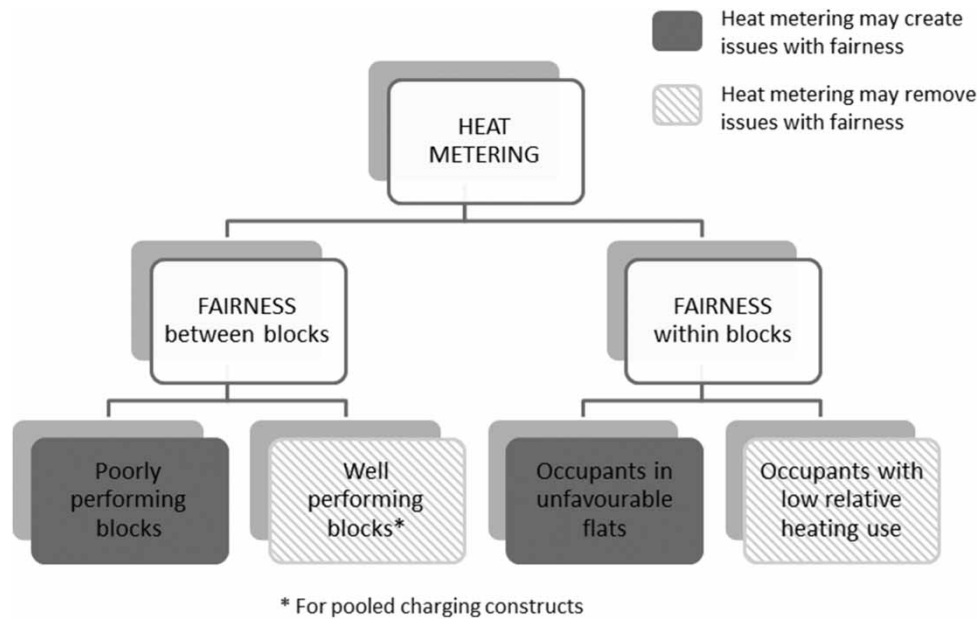 Heat metering may create
issues with fairness
Heat metering may remove
issues with fairness
HEAT
METERING
FAIRNESS
between blocks
FAIRNESS
within blocks
Poorly
performing
blocks
Well
performing
blocks*
Occupants in
unfavourable
flats
Occupants with
low relative
heating use
* For pooled charging constructs